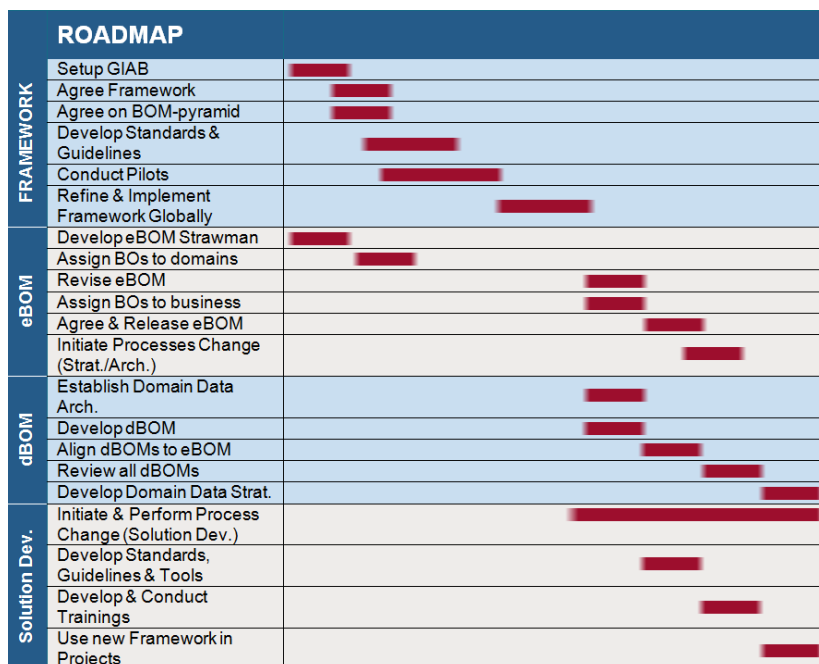 ROADMAP
FRAMEWORK
Setup GIAB
Agree Framework
Agree on BOM-pyramid
Develop Standards &
Guidelines
Conduct Pilots
Refine & Implement
Framework Globally
eBOM
Develop eBOM Strawman
Assign BOs to domains
Revise eBOM
Assign BOs to business
Agree & Release eBOM
Initiate Processes Change
(Strat./Arch.)
dBOM
Establish Domain Data
Arch.
Develop dBOM
Align dBOMs to eBOM
Review all dBOMs
Develop Domain Data Strat.
Solution Dev.
Initiate & Perform Process
Change (Solution Dev.)
Develop Standards,
Guidelines & Tools
Develop & Conduct
Trainings
Use new Framework in
Projects